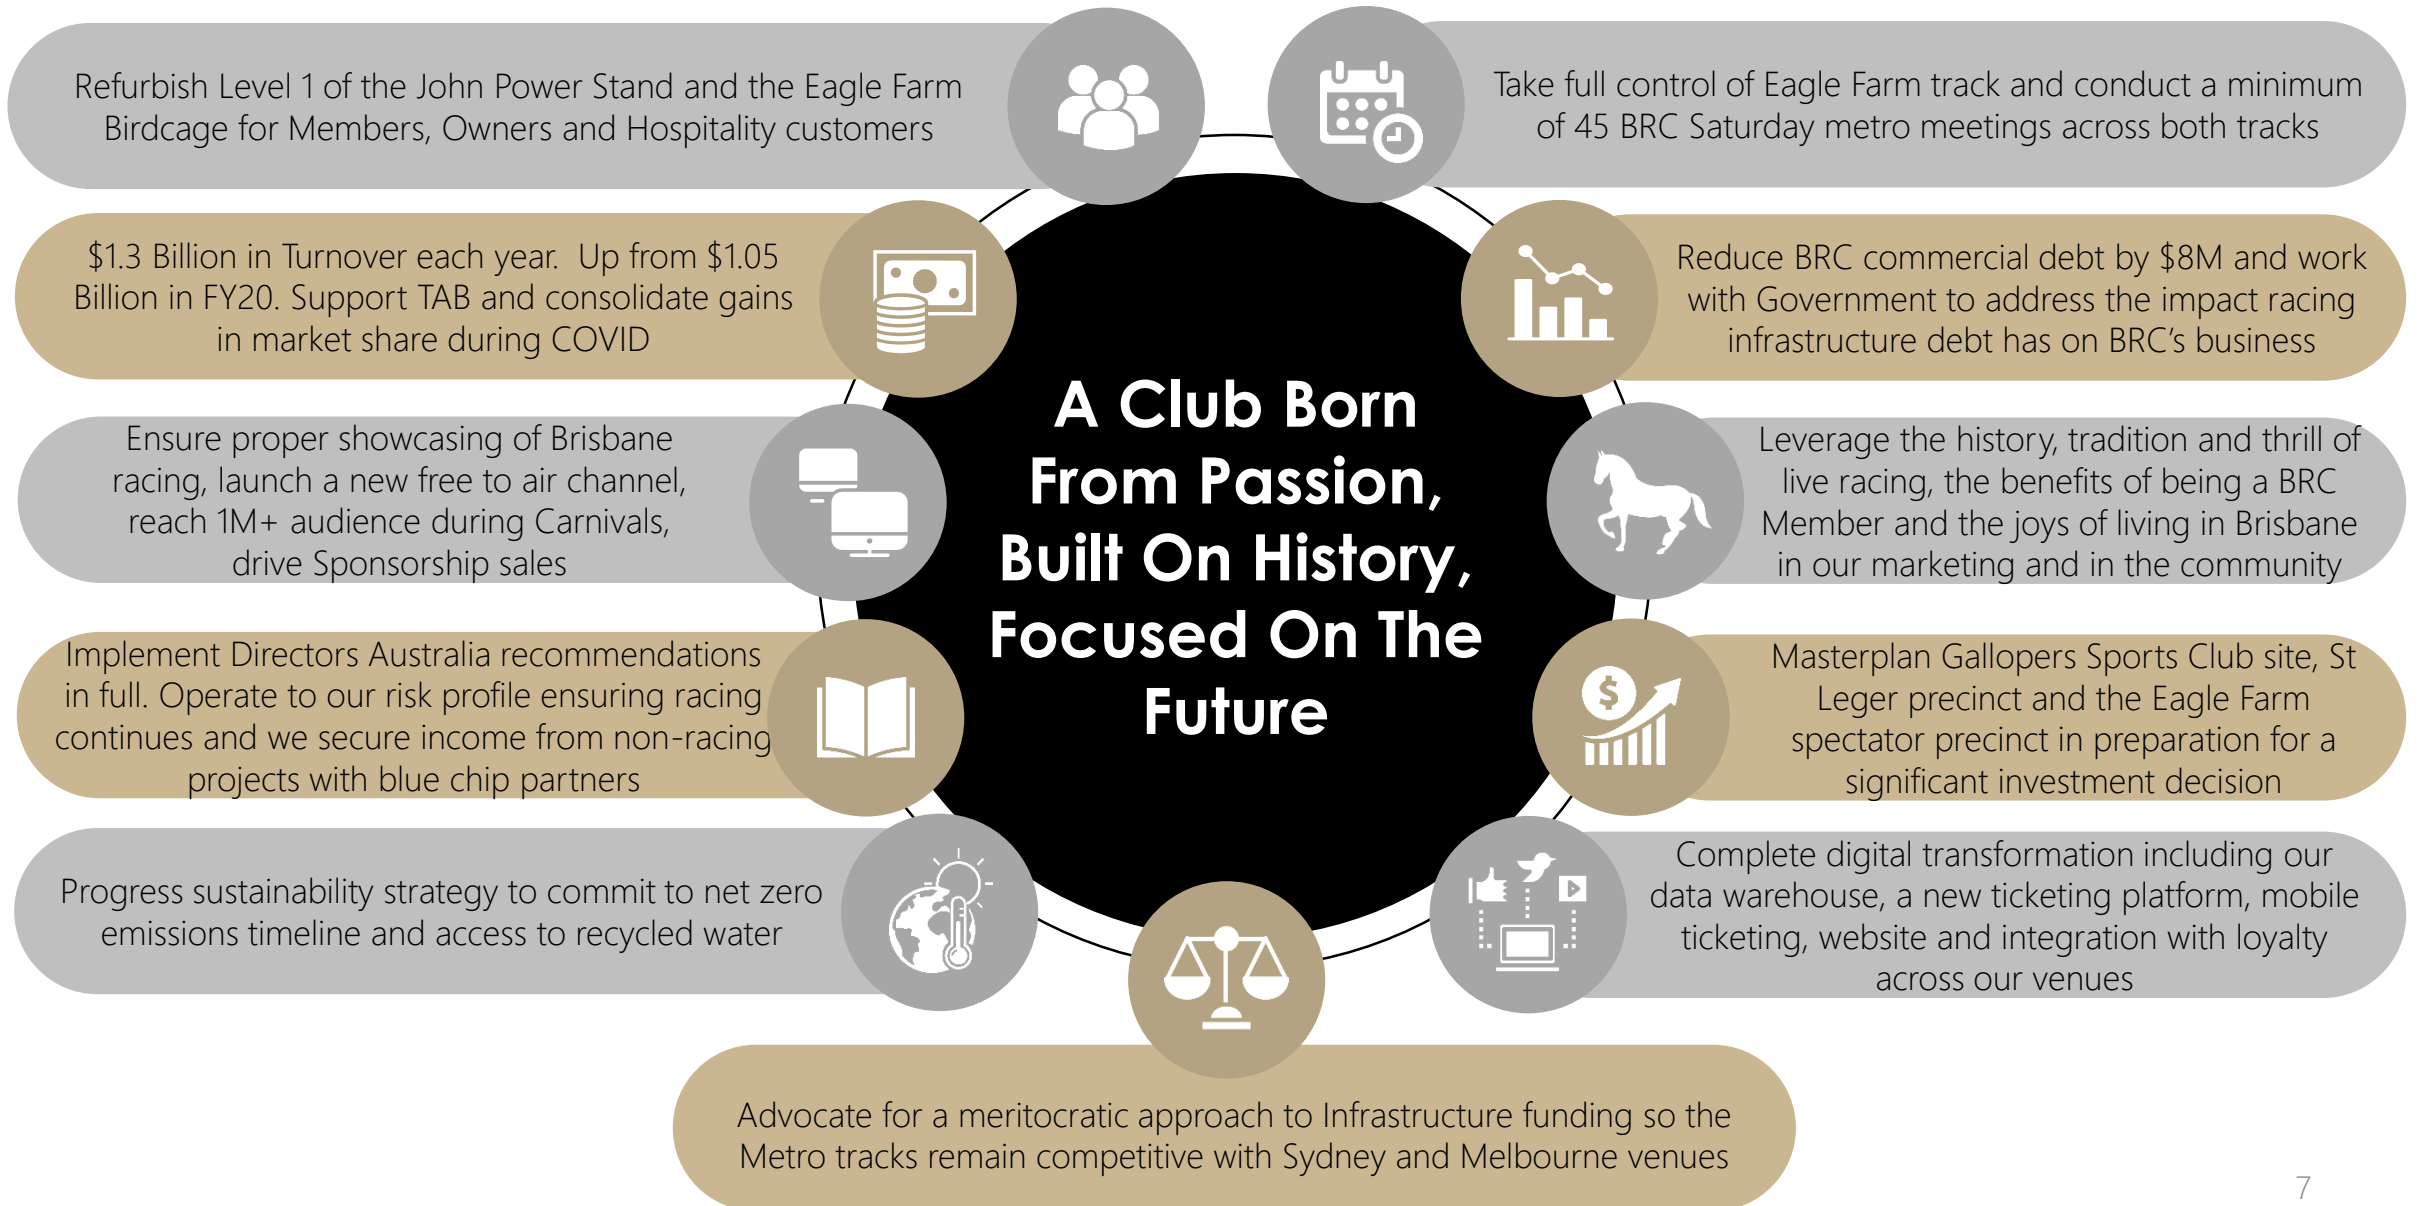 Refurbish Level 1 of the John Power Stand and the Eagle Farm
Birdcage for Members, Owners and Hospitality customers
$1.3 Billion in Turnover each year.  Up from $1.05
Billion in FY20. Support TAB and consolidate gains
in market share during COVID
Ensure proper showcasing of Brisbane
racing, launch a new free to air channel,
reach 1M+ audience during Carnivals,
drive Sponsorship sales
Implement Directors Australia recommendations
in full. Operate to our risk profile ensuring racing
continues and we secure income from non-racing
projects with blue chip partners
Progress sustainability strategy to commit to net zero
emissions timeline and access to recycled water
A Club Born
From Passion,
Built On History,
Focused On The
Future
Take full control of Eagle Farm track and conduct a minimum
of 45 BRC Saturday metro meetings across both tracks
Reduce BRC commercial debt by $8M and work
with Government to address the impact racing
infrastructure debt has on BRC’s business
Leverage the history, tradition and thrill of
live racing, the benefits of being a BRC
Member and the joys of living in Brisbane
in our marketing and in the community
$
Masterplan Gallopers Sports Club site, St
Leger precinct and the Eagle Farm
spectator precinct in preparation for a
significant investment decision
Complete digital transformation including our
data warehouse, a new ticketing platform, mobile
ticketing, website and integration with loyalty
across our venues
Advocate for a meritocratic approach to Infrastructure funding so the
Metro tracks remain competitive with Sydney and Melbourne venues
7